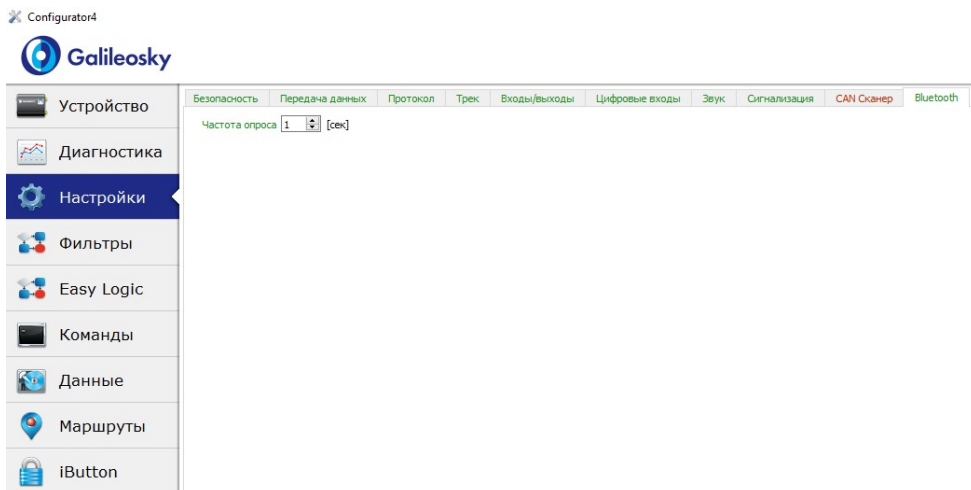 Configurator4
Galileosky
Устройство
Диагностика
Настройки
Фильтры
Easy Logic
Команды
Данные
Маршруты
iButton
Безопасность Передача данных Протокол Трек Входы/выходы Цифровые входы Звук Сигнализация CAN Сканер Bluetooth
Частота опроса 1 [сек]